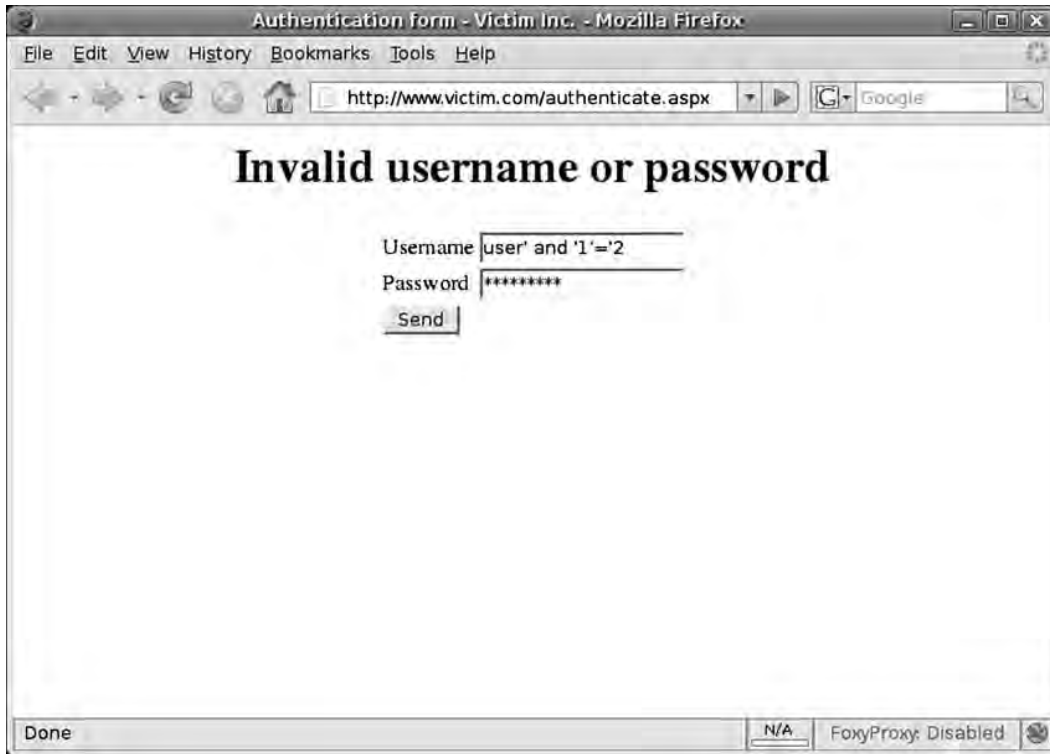 Authentication form - Victim Inc. - Mozilla Firefox
File Edit View History Bookmarks Tools Help
http://www.victim.com/authenticate.aspx G Google
Invalid username or password
Username user' and '1'='2
Password *********
Send
Done N/A FoxyProxy: Disabled